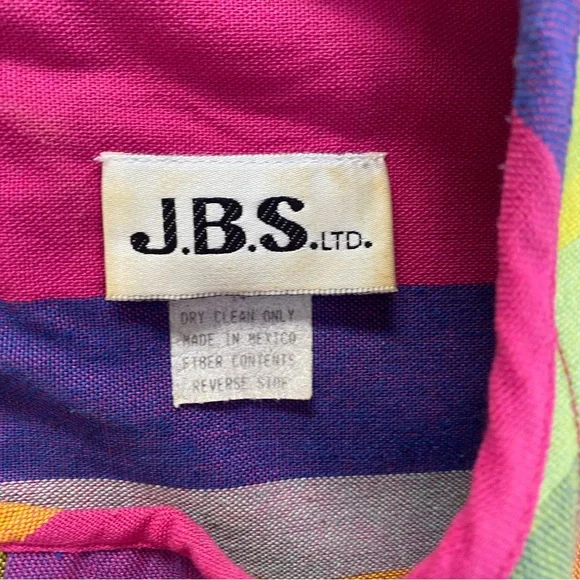 J.B.S.LTD.
DRY CLEAN ONLY
MADE IN MEXICO
FIBER CONTENTS
REVERSE SIDE